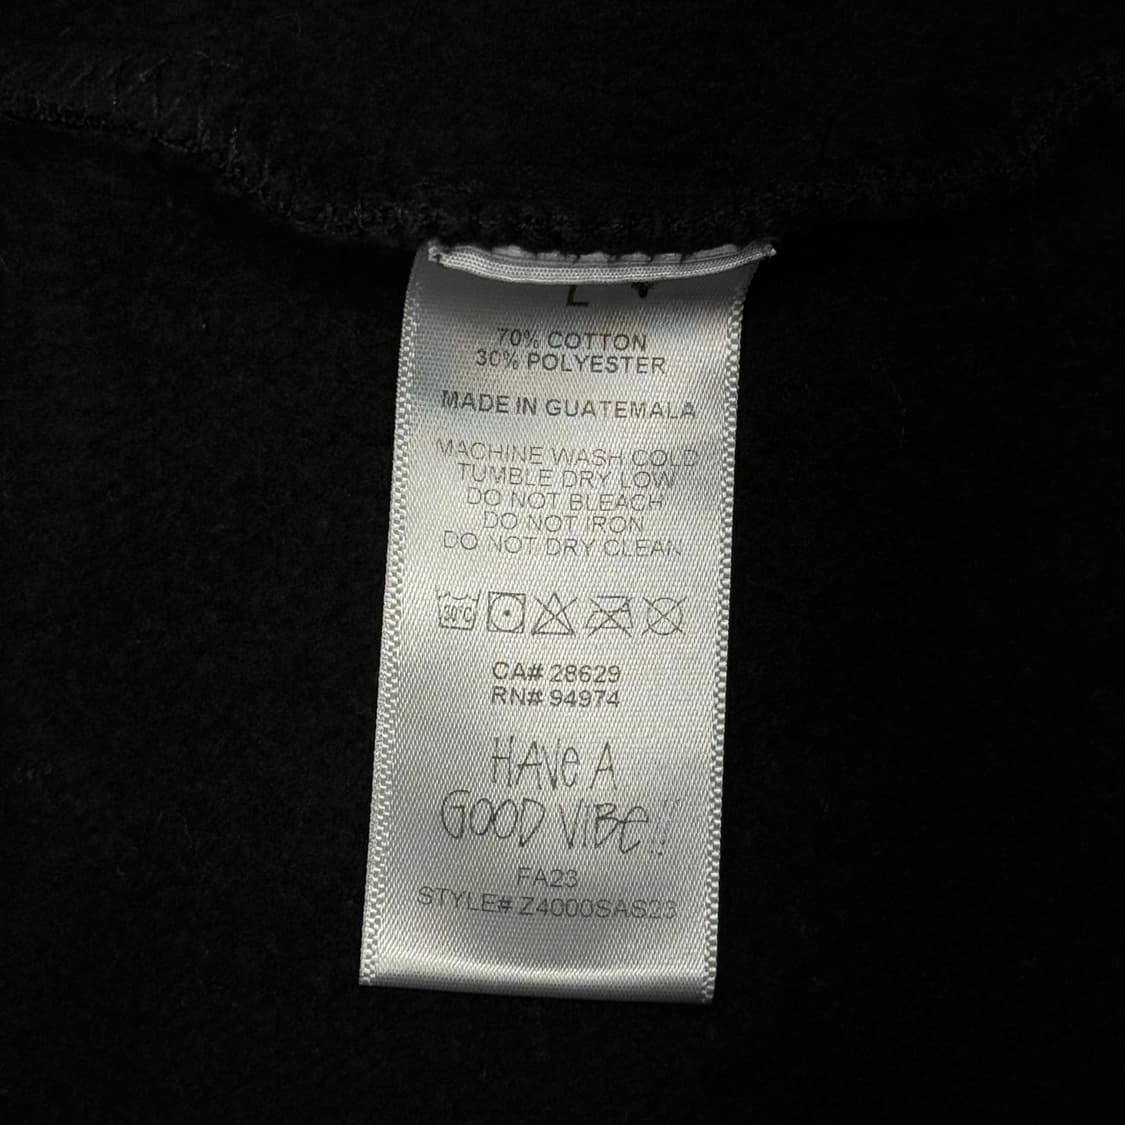 L
70% COTTON
30% POLYESTER
MADE IN GUATEMALA
MACHINE WASH COLD
TUMBLE DRY LOW
DO NOT BLEACH
DO NOT IRON
DO NOT DRY CLEAN
30°C
CA# 28629
RN# 94974
HAVE A
GOOD VIBE!!
FA23
STYLE# Z4000SAS23